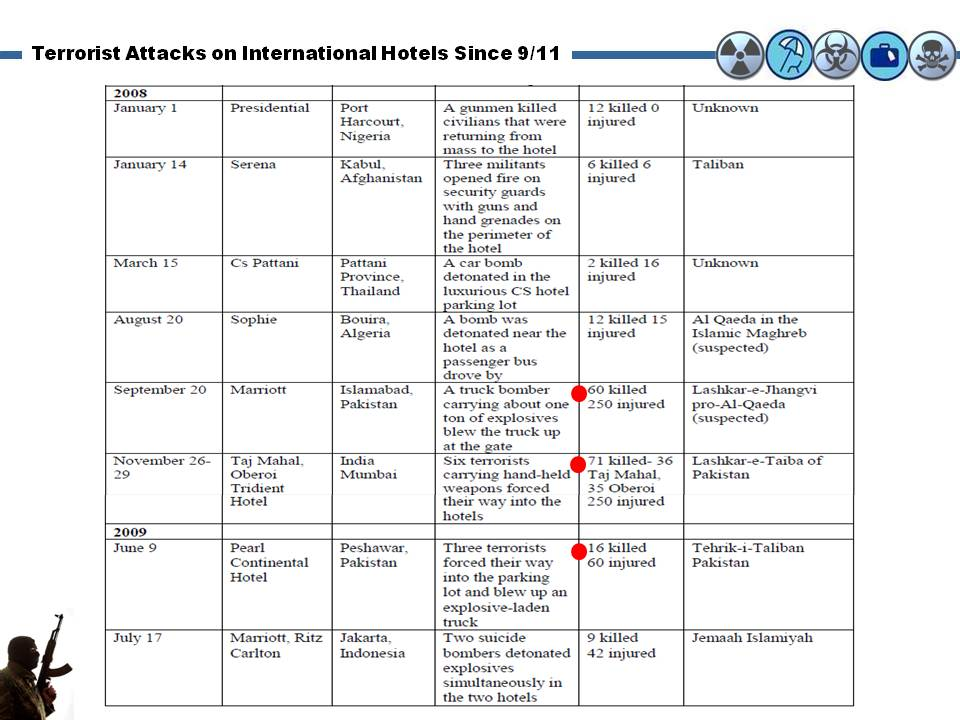 Terrorist Attacks on International Hotels Since 9/11
2008
January 1
Presidential
Port
Harcourt,
Nigeria
A gunmen killed
civilians that were
returning from
mass to the hotel
12 killed 0
injured
Unknown
January 14
Serena
Kabul,
Afghanistan
Three militants
opened fire on
security guards
with guns and
hand grenades on
the perimeter of
the hotel
6 killed 6
injured
Taliban
March 15
Cs Pattani
Pattani
Province,
Thailand
A car bomb
detonated in the
luxurious CS hotel
parking lot
2 killed 16
injured
Unknown
August 20
Sophie
Bouira,
Algeria
A bomb was
detonated near the
hotel as a
passenger bus
drove by
12 killed 15
injured
Al Qaeda in the
Islamic Maghreb
(suspected)
September 20
Marriott
Islamabad,
Pakistan
A truck bomber
carrying about one
ton of explosives
blew the truck up
at the gate
60 killed
250 injured
Lashkar-e-Jhangvi
pro-Al-Qaeda
(suspected)
November 26-
29
Taj Mahal,
Oberoi
Tridient
Hotel
India
Mumbai
Six terrorists
carrying hand-held
weapons forced
their way into the
hotels
71 killed- 36
Taj Mahal,
35 Oberoi
250 injured
Lashkar-e-Taiba of
Pakistan
2009
June 9
Pearl
Continental
Hotel
Peshawar,
Pakistan
Three terrorists
forced their way
into the parking
lot and blew up an
explosive-laden
truck
16 killed
60 injured
Tehrik-i-Taliban
Pakistan
July 17
Marriott, Ritz
Carlton
Jakarta,
Indonesia
Two suicide
bombers detonated
explosives
simultaneously in
the two hotels
9 killed
42 injured
Jemaah Islamiyah